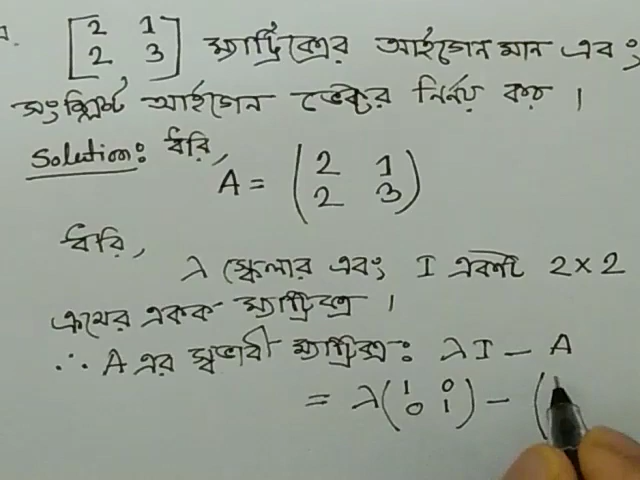 [2 1
2 3] ম্যাট্রিক্সের আইগেন মান এবং
সংশ্লিষ্ট আইগেন ভেক্টর নির্নয় কর।
Solution: ধরি,
A = (2 1
2 3)
ধরি,
λ স্কেলার এবং I একটি 2×2
ক্রমের একক ম্যাট্রিক্স।
∴ A এর স্বভাবী ম্যাট্রিক্স: λI - A
= λ(1 0
0 1) - (